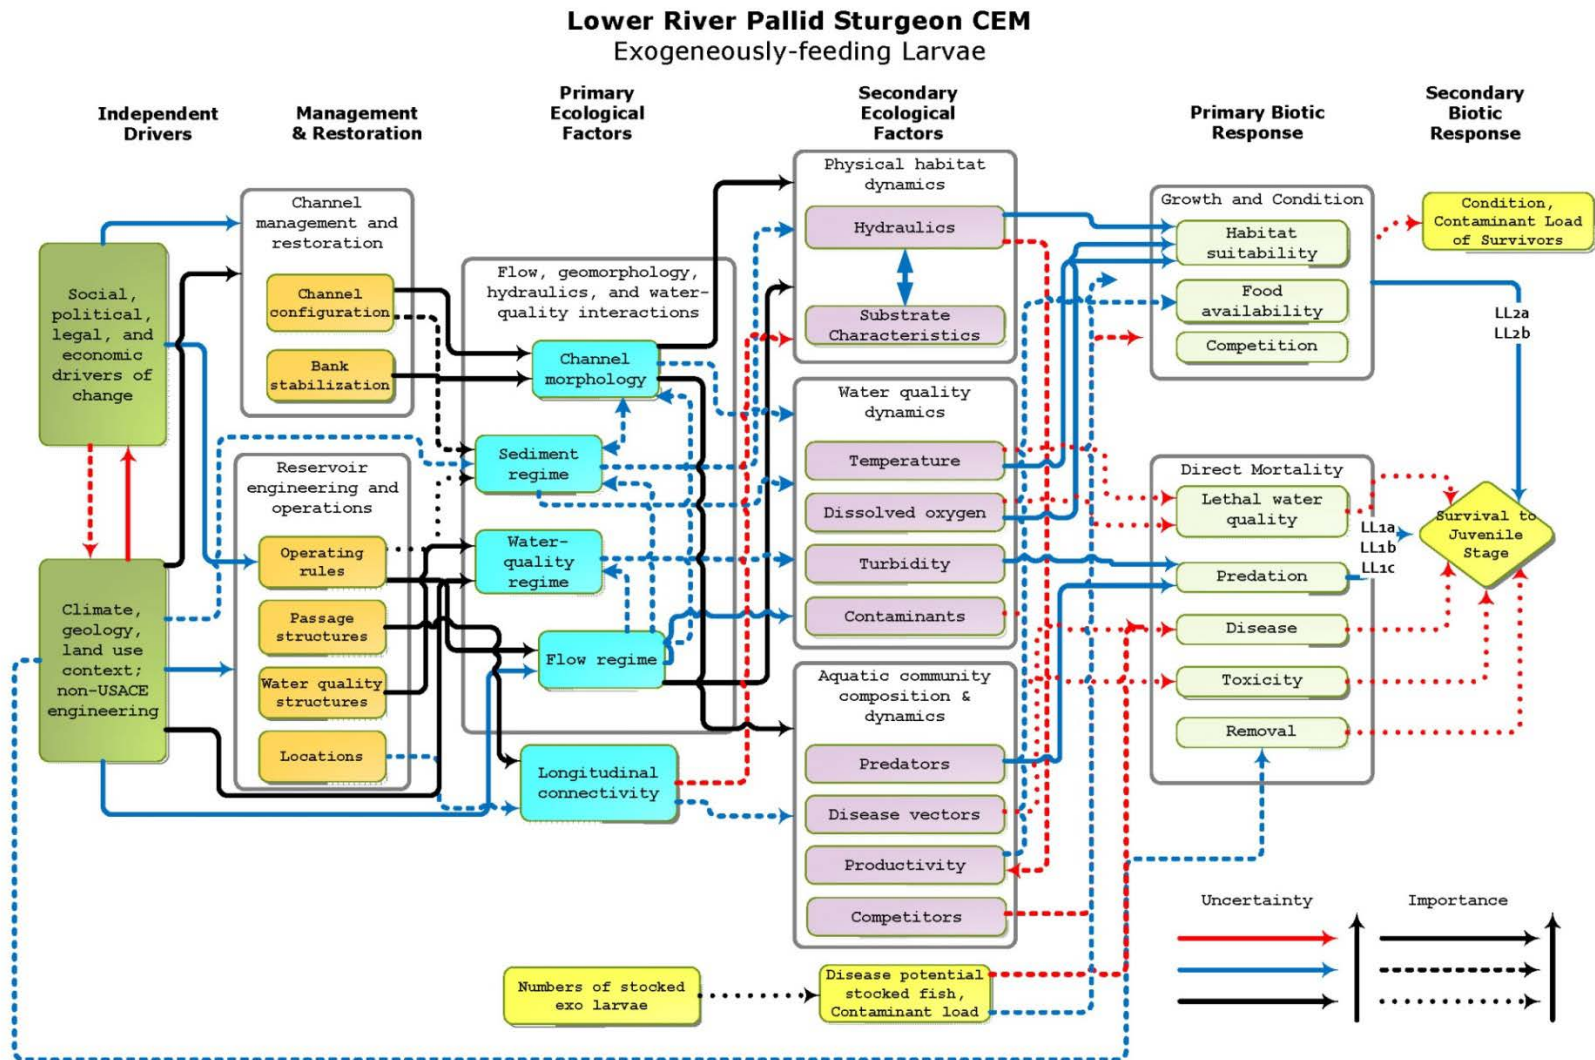 Lower River Pallid Sturgeon CEM
Exogeneously-feeding Larvae
Independent
Drivers
Management
& Restoration
Primary
Ecological
Factors
Secondary
Ecological
Factors
Primary Biotic
Response
Secondary
Biotic
Response
Social,
political,
legal, and
economic
drivers of
change
Climate,
geology,
land use
context;
non-USACE
engineering
Channel
management and
restoration
Channel
configuration
Bank
stabilization
Reservoir
engineering and
operations
Operating
rules
Passage
structures
Water quality
structures
Locations
Flow, geomorphology,
hydraulics, and water-
quality interactions
Channel
morphology
Sediment
regime
Water-
quality
regime
Flow regime
Longitudinal
connectivity
Physical habitat
dynamics
Hydraulics
Substrate
Characteristics
Water quality
dynamics
Temperature
Dissolved oxygen
Turbidity
Contaminants
Aquatic community
composition &
dynamics
Predators
Disease vectors
Productivity
Competitors
Numbers of stocked
exo larvae
Disease potential
stocked fish,
Contaminant load
Growth and Condition
Habitat
suitability
Food
availability
Competition
Direct Mortality
Lethal water
quality
Predation
Disease
Toxicity
Removal
Condition,
Contaminant Load
of Survivors
LL2a
LL2b
LL1a
LL1b
LL1c
Survival to
Juvenile
Stage
Uncertainty
Importance